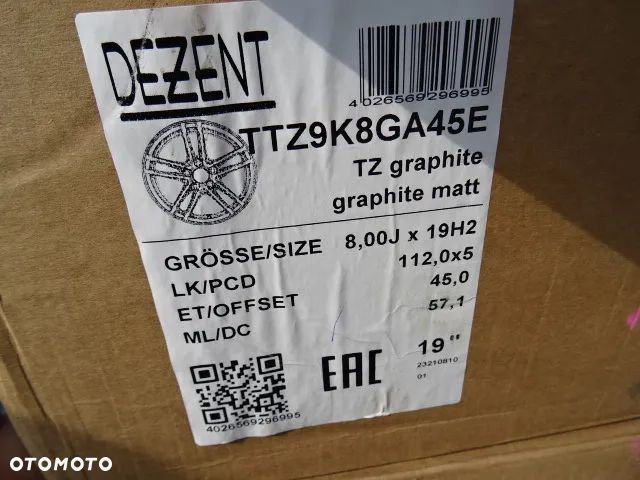 DEZENT
4026569296995
TTZ9K8GA45E
TZ graphite
graphite matt
GRÖSSE/SIZE 8,00J x 19H2
LK/PCD 112,0x5
ET/OFFSET 45,0
ML/DC 57,1
EAC
19"
23210810
01
4026569296995
OTOMOTO